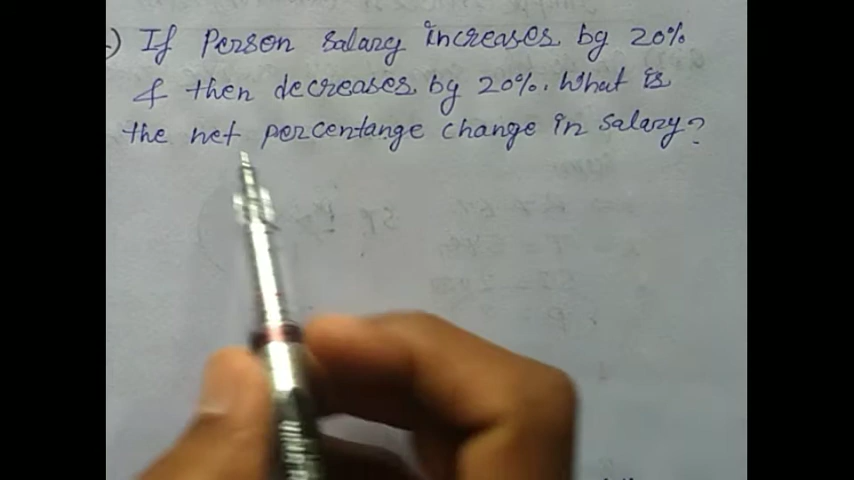 ) If Person salary increases by 20%
& then decreases by 20%. What is
the net percentange change in salary?